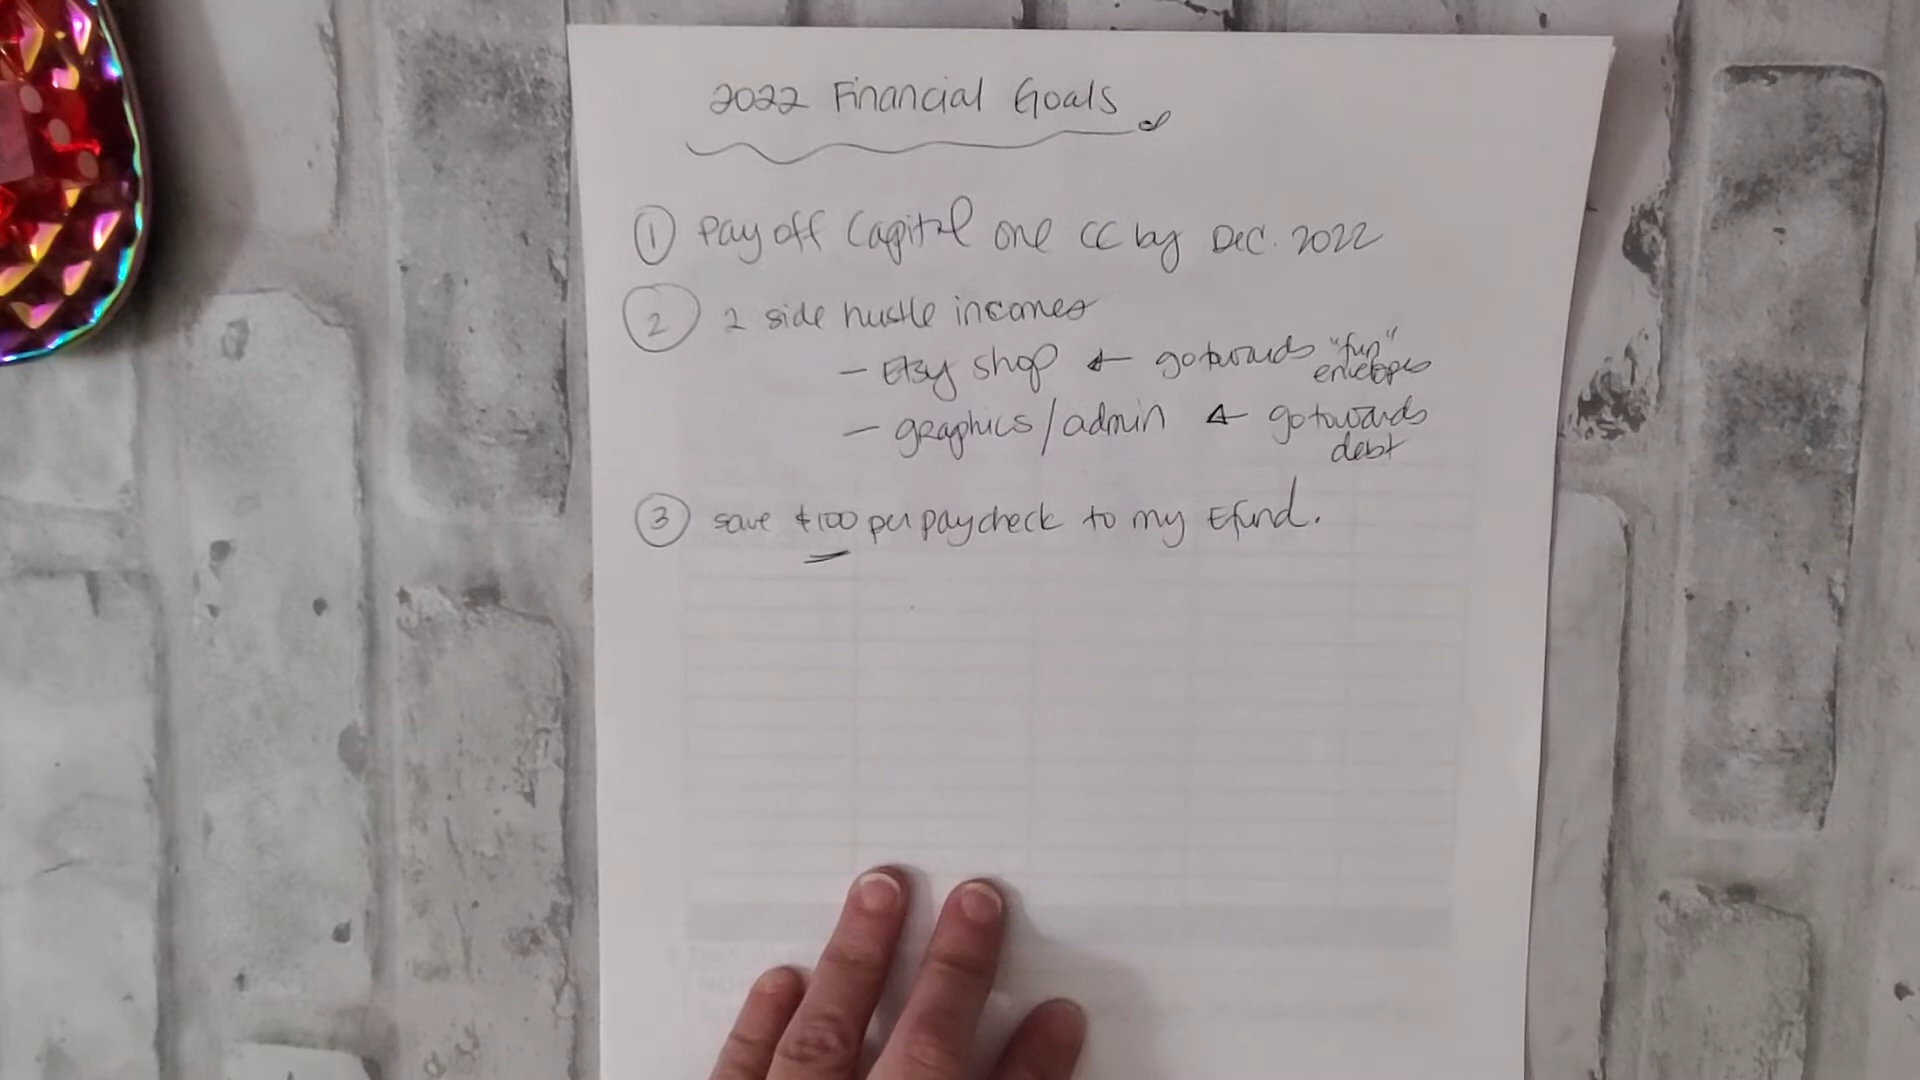 2022 Financial Goals
① Pay off Capital One CC by Dec. 2022
② 2 side hustle incomes
- Etsy shop ← go towards "fun" envelopes
- graphics/admin ← go towards debt
③ save $100 per paycheck to my Efund.